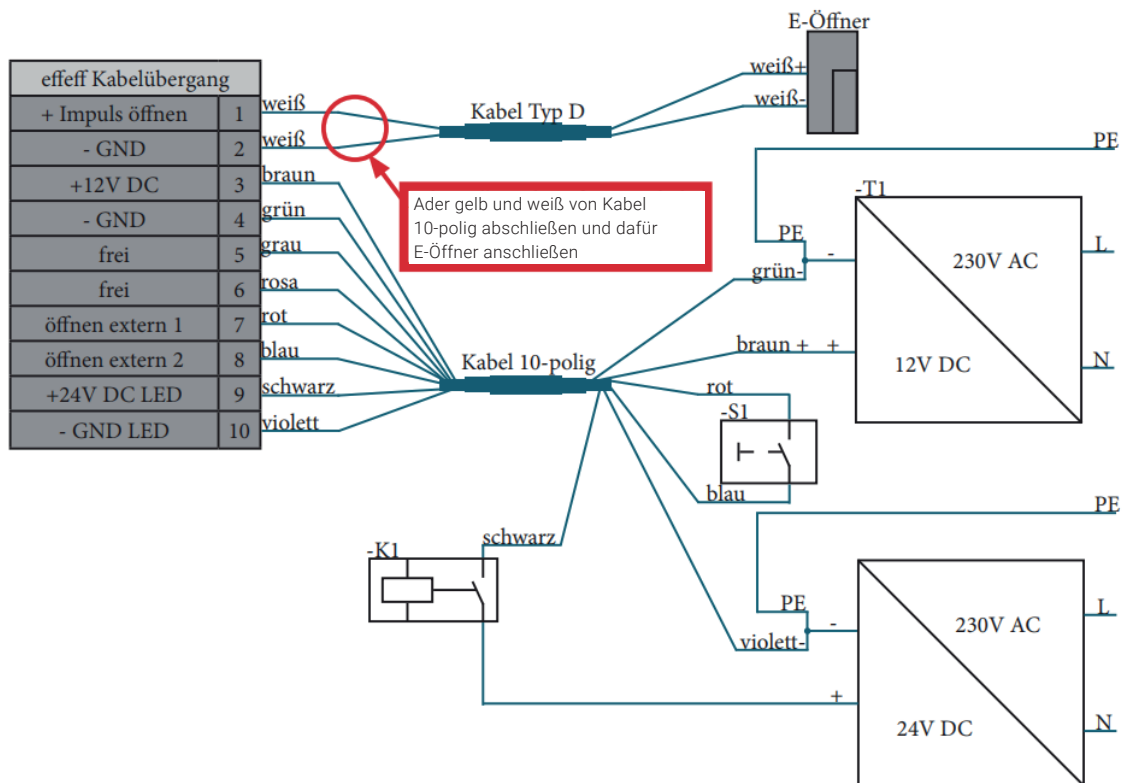 E-Öffner
effeff Kabelübergang
+ Impuls öffnen 1 weiß
- GND 2 weiß
+12V DC 3 braun
- GND 4 grün
frei 5 grau
frei 6 rosa
öffnen extern 1 7 rot
öffnen extern 2 8 blau
+24V DC LED 9 schwarz
- GND LED 10 violett
Kabel Typ D
weiß+
weiß-
Ader gelb und weiß von Kabel
10-polig abschließen und dafür
E-Öffner anschließen
PE
-T1
PE
-
grün-
230V AC
L
Kabel 10-polig
braun +
+
12V DC
N
rot
-S1
blau
PE
schwarz
-K1
PE
-
violett-
230V AC
L
+
24V DC
N